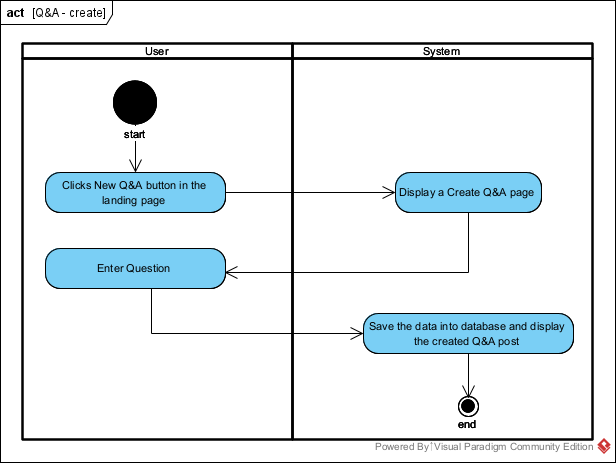 act [Q&A - create]
User
System
start
Clicks New Q&A button in the
landing page
Display a Create Q&A page
Enter Question
Save the data into database and display
the created Q&A post
end
Powered By Visual Paradigm Community Edition